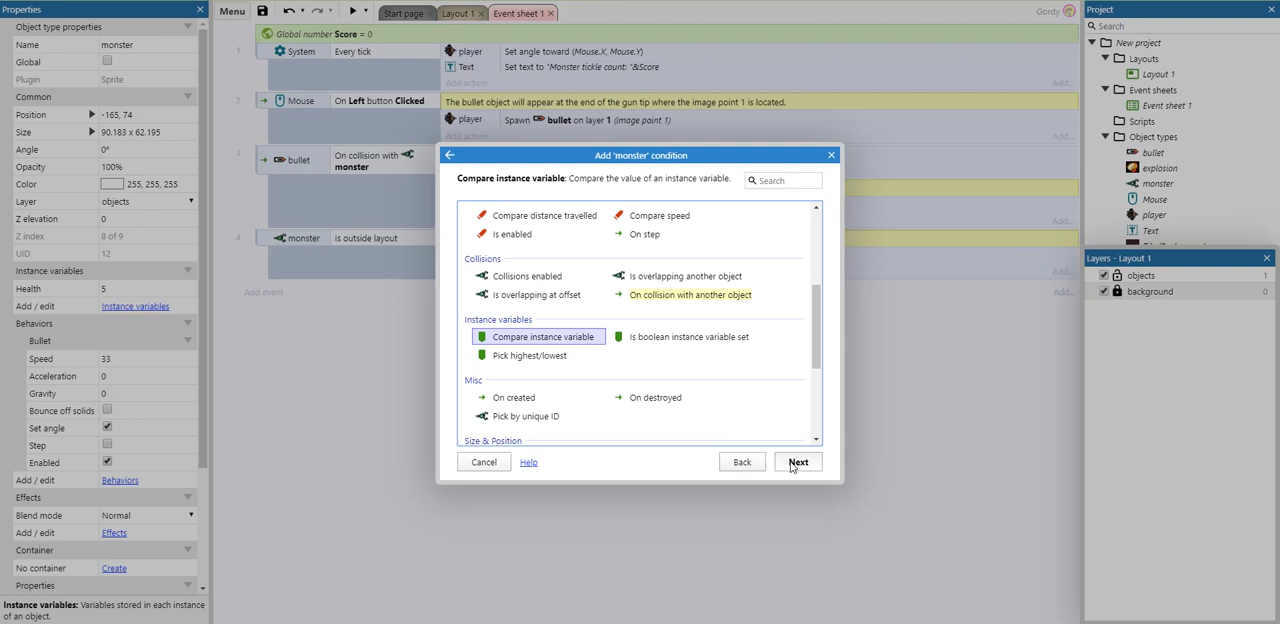 Properties
Object type properties
Name monster
Global
Plugin Sprite
Common
Position -165, 74
Size 90.183 x 62.195
Angle 0°
Opacity 100%
Color 255, 255, 255
Layer objects
Z elevation 0
Z index 8 of 9
UID 12
Instance variables
Health 5
Add / edit Instance variables
Behaviors
Bullet
Speed 33
Acceleration 0
Gravity 0
Bounce off solids
Set angle
Step
Enabled
Add / edit Behaviors
Effects
Blend mode Normal
Add / edit Effects
Container
No container Create
Properties
Instance variables: Variables stored in each instance
of an object.
Menu
Start page
Layout 1
Event sheet 1
Gordy
Global number Score = 0
1 System Every tick player Set angle toward (Mouse.X, Mouse.Y)
Text Set text to "Monster tickle count: "&Score
Add action Add...
2 Mouse On Left button Clicked The bullet object will appear at the end of the gun tip where the image point 1 is located.
player Spawn bullet on layer 1 (image point 1)
Add action Add...
3 bullet On collision with
monster
4 monster Is outside layout
Add...
Add...
Add event Add...
Add 'monster' condition
Compare instance variable: Compare the value of an instance variable.
Search
Compare distance travelled Compare speed
Is enabled On step
Collisions
Collisions enabled Is overlapping another object
Is overlapping at offset On collision with another object
Instance variables
Compare instance variable Is boolean instance variable set
Pick highest/lowest
Misc
On created On destroyed
Pick by unique ID
Size & Position
Cancel Help Back Next
Project
Search
New project
Layouts
Layout 1
Event sheets
Event sheet 1
Scripts
Object types
bullet
explosion
monster
Mouse
player
Text
Layers - Layout 1
objects 1
background 0